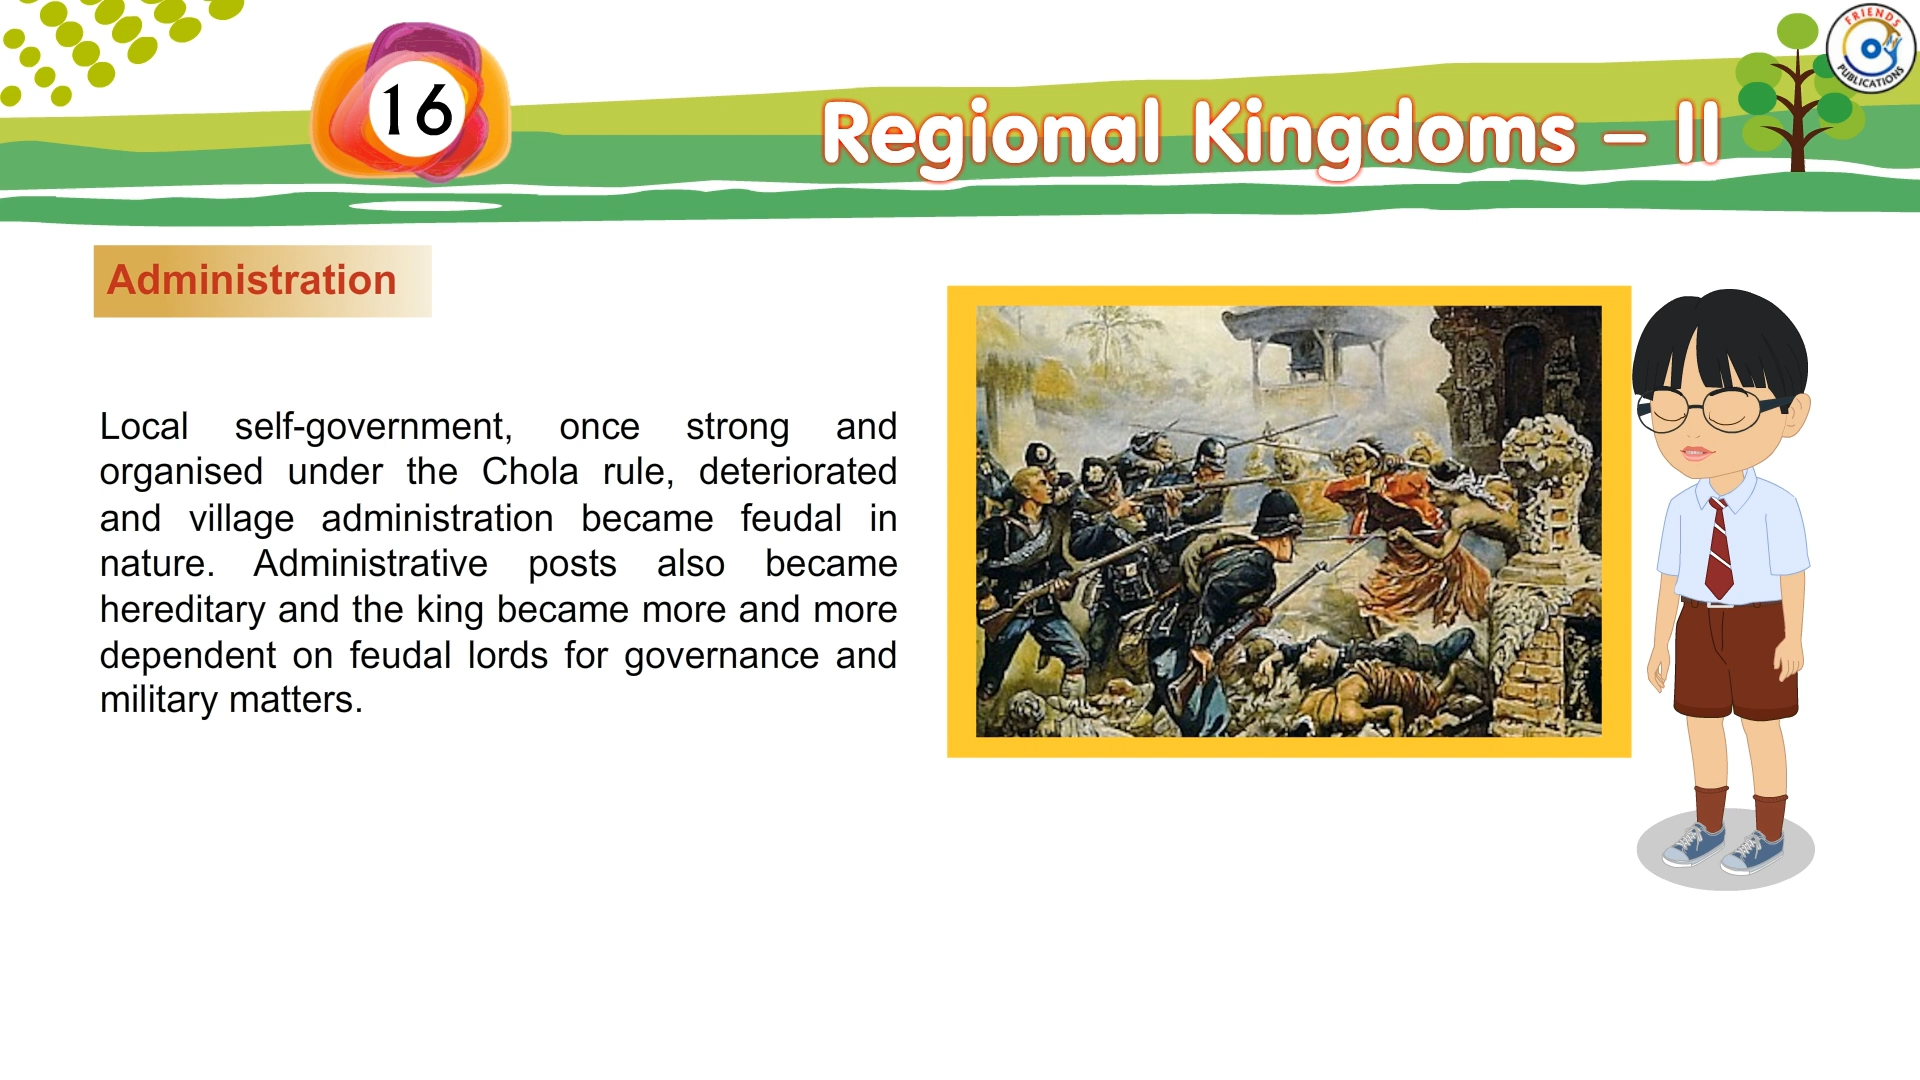 FRIENDS
PUBLICATIONS
16
Regional Kingdoms – II
Administration
Local self-government, once strong and
organised under the Chola rule, deteriorated
and village administration became feudal in
nature. Administrative posts also became
hereditary and the king became more and more
dependent on feudal lords for governance and
military matters.